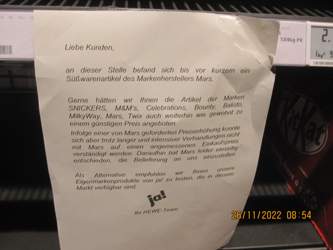 Liebe Kunden,
an dieser Stelle befand sich bis vor kurzem ein
Süßwarenartikel des Markenherstellers Mars.
Gerne hätten wir Ihnen die Artikel der Marken
SNICKERS, M&M's, Celebrations, Bounty, Balisto,
MilkyWay, Mars, Twix auch weiterhin wie gewohnt zu
einem günstigen Preis angeboten.
Infolge einer von Mars geforderten Preiserhöhung konnte
sich aber trotz langer und intensiver Verhandlungen nicht
mit Mars auf einen angemessenen Einkaufspreis
verständigt werden. Daraufhin hat Mars leider einseitig
entschieden, die Belieferung an uns einzustellen.
Als Alternative empfehlen wir Ihnen unsere
Eigenmarkenprodukte von ja! zu testen, die in diesem
Markt verfügbar sind.
ja!
Ihr REWE-Team
2
26/11/2022 08:54